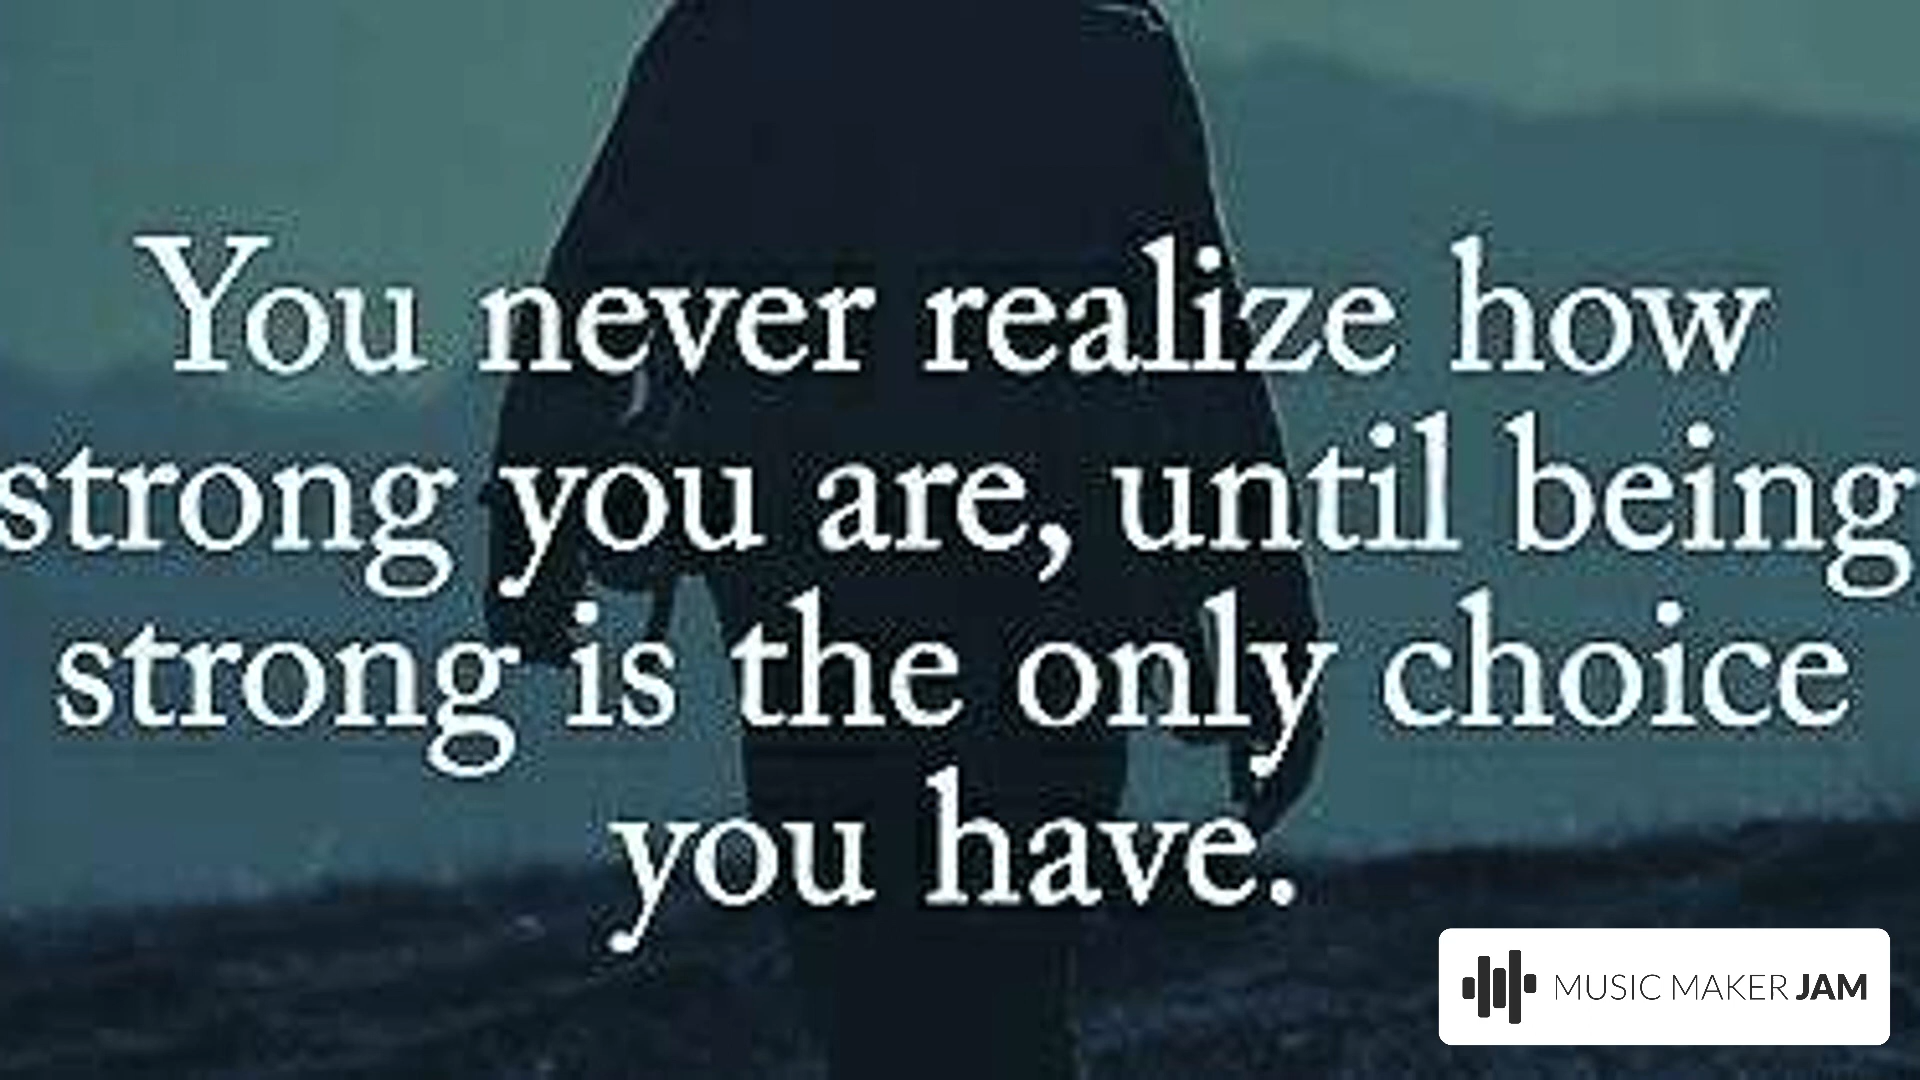 You never realize how
strong you are, until being
strong is the only choice
you have.
MUSIC MAKER JAM